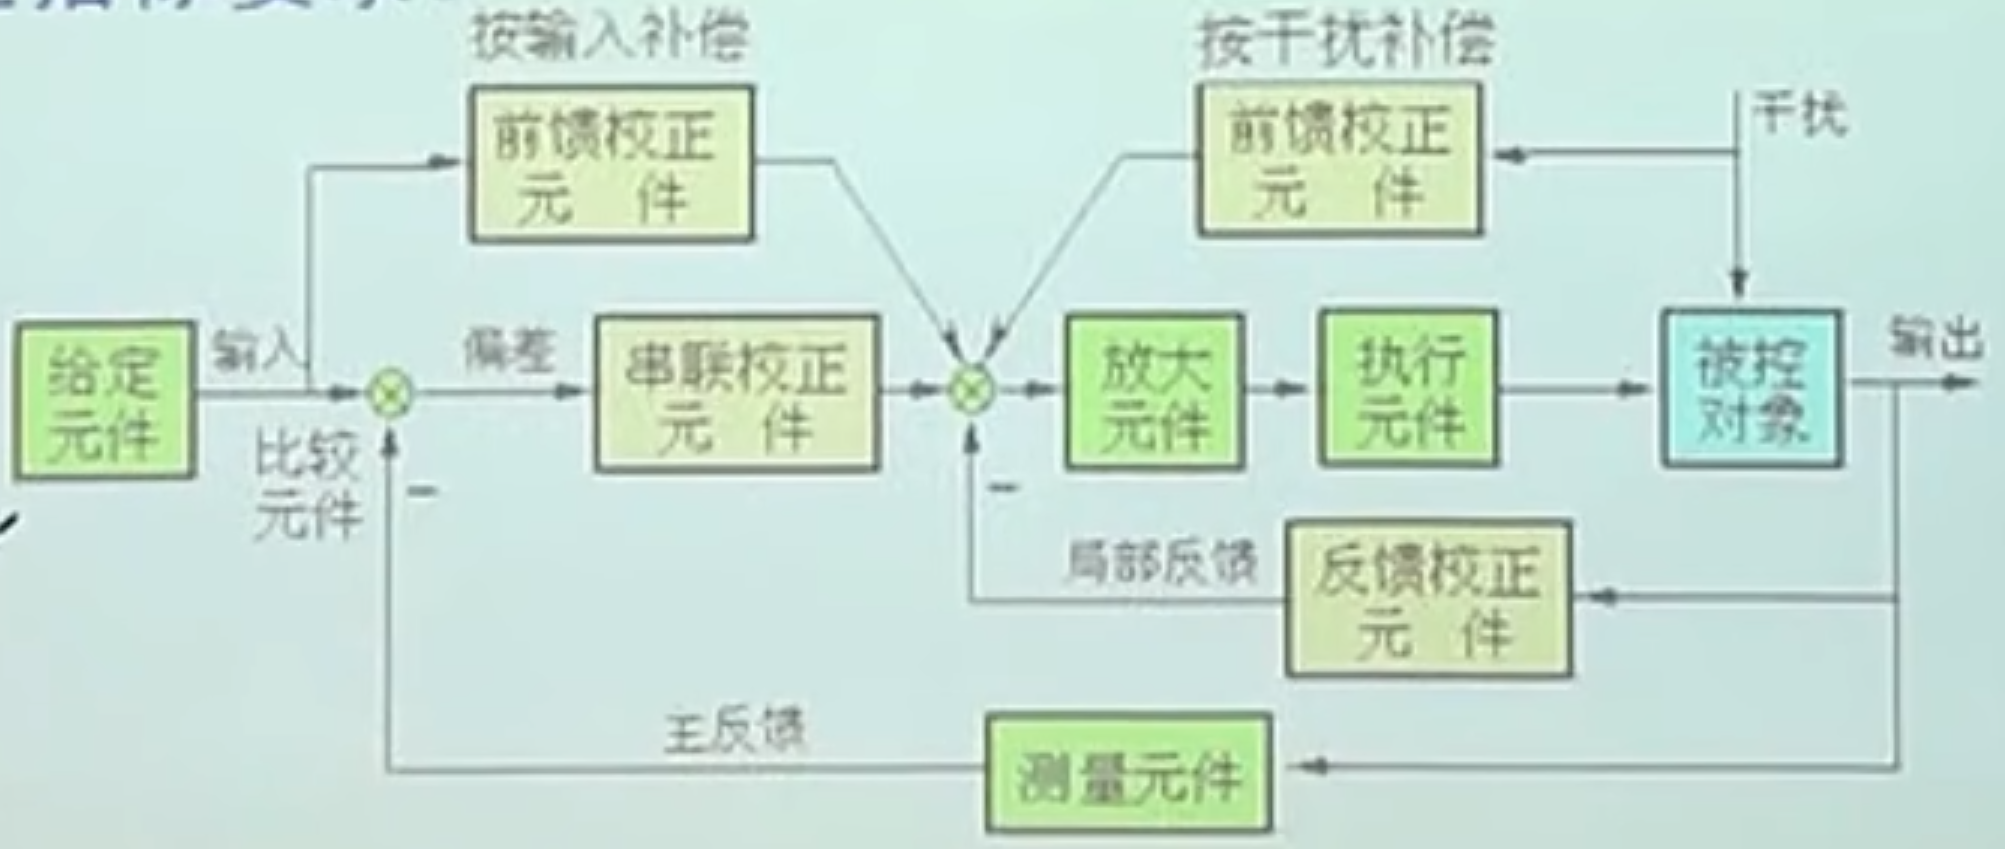 按输入补偿
按干扰补偿
前馈校正
元 件
前馈校正
元 件
干扰
给定
元件
输入
比较
元件
偏差
串联校正
元 件
放大
元件
执行
元件
被控
对象
输出
－
－
局部反馈
反馈校正
元 件
主反馈
测量元件